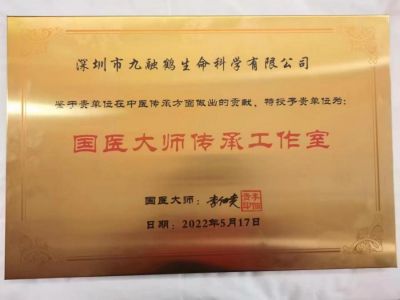 深圳市九融鹤生命科学有限公司
鉴于贵单位在中医传承方面做出的贡献，特授予贵单位为：
国医大师传承工作室
国医大师：
日期：2022年5月17日